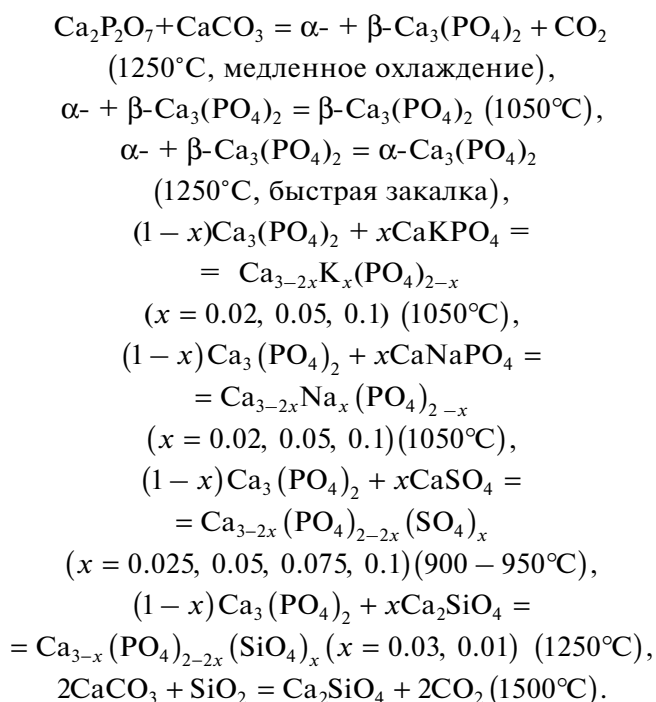 Ca₂P₂O₇+CaCO₃ = α- + β-Ca₃(PO₄)₂ + CO₂
(1250°C, медленное охлаждение),
α- + β-Ca₃(PO₄)₂ = β-Ca₃(PO₄)₂ (1050°C),
α- + β-Ca₃(PO₄)₂ = α-Ca₃(PO₄)₂
(1250°C, быстрая закалка),
(1 − x)Ca₃(PO₄)₂ + xCaKPO₄ =
= Ca₃₋₂ₓKₓ(PO₄)₂₋ₓ
(x = 0.02, 0.05, 0.1) (1050°C),
(1 − x)Ca₃(PO₄)₂ + xCaNaPO₄ =
= Ca₃₋₂ₓNaₓ(PO₄)₂₋ₓ
(x = 0.02, 0.05, 0.1)(1050°C),
(1 − x)Ca₃(PO₄)₂ + xCaSO₄ =
= Ca₃₋₂ₓ(PO₄)₂₋₂ₓ(SO₄)ₓ
(x = 0.025, 0.05, 0.075, 0.1)(900 − 950°C),
(1 − x)Ca₃(PO₄)₂ + xCa₂SiO₄ =
= Ca₃₋ₓ(PO₄)₂₋₂ₓ(SiO₄)ₓ (x = 0.03, 0.01) (1250°C),
2CaCO₃ + SiO₂ = Ca₂SiO₄ + 2CO₂ (1500°C).